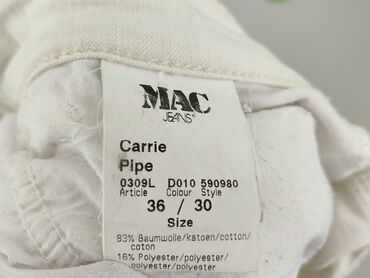 MAC
JEANS®
Carrie
Pipe
0309L D010 590980
Article Colour Style
36 / 30
Size
83% Baumwolle/katoen/cotton/
coton
16% Polyester/polyester/
polyester/polyester